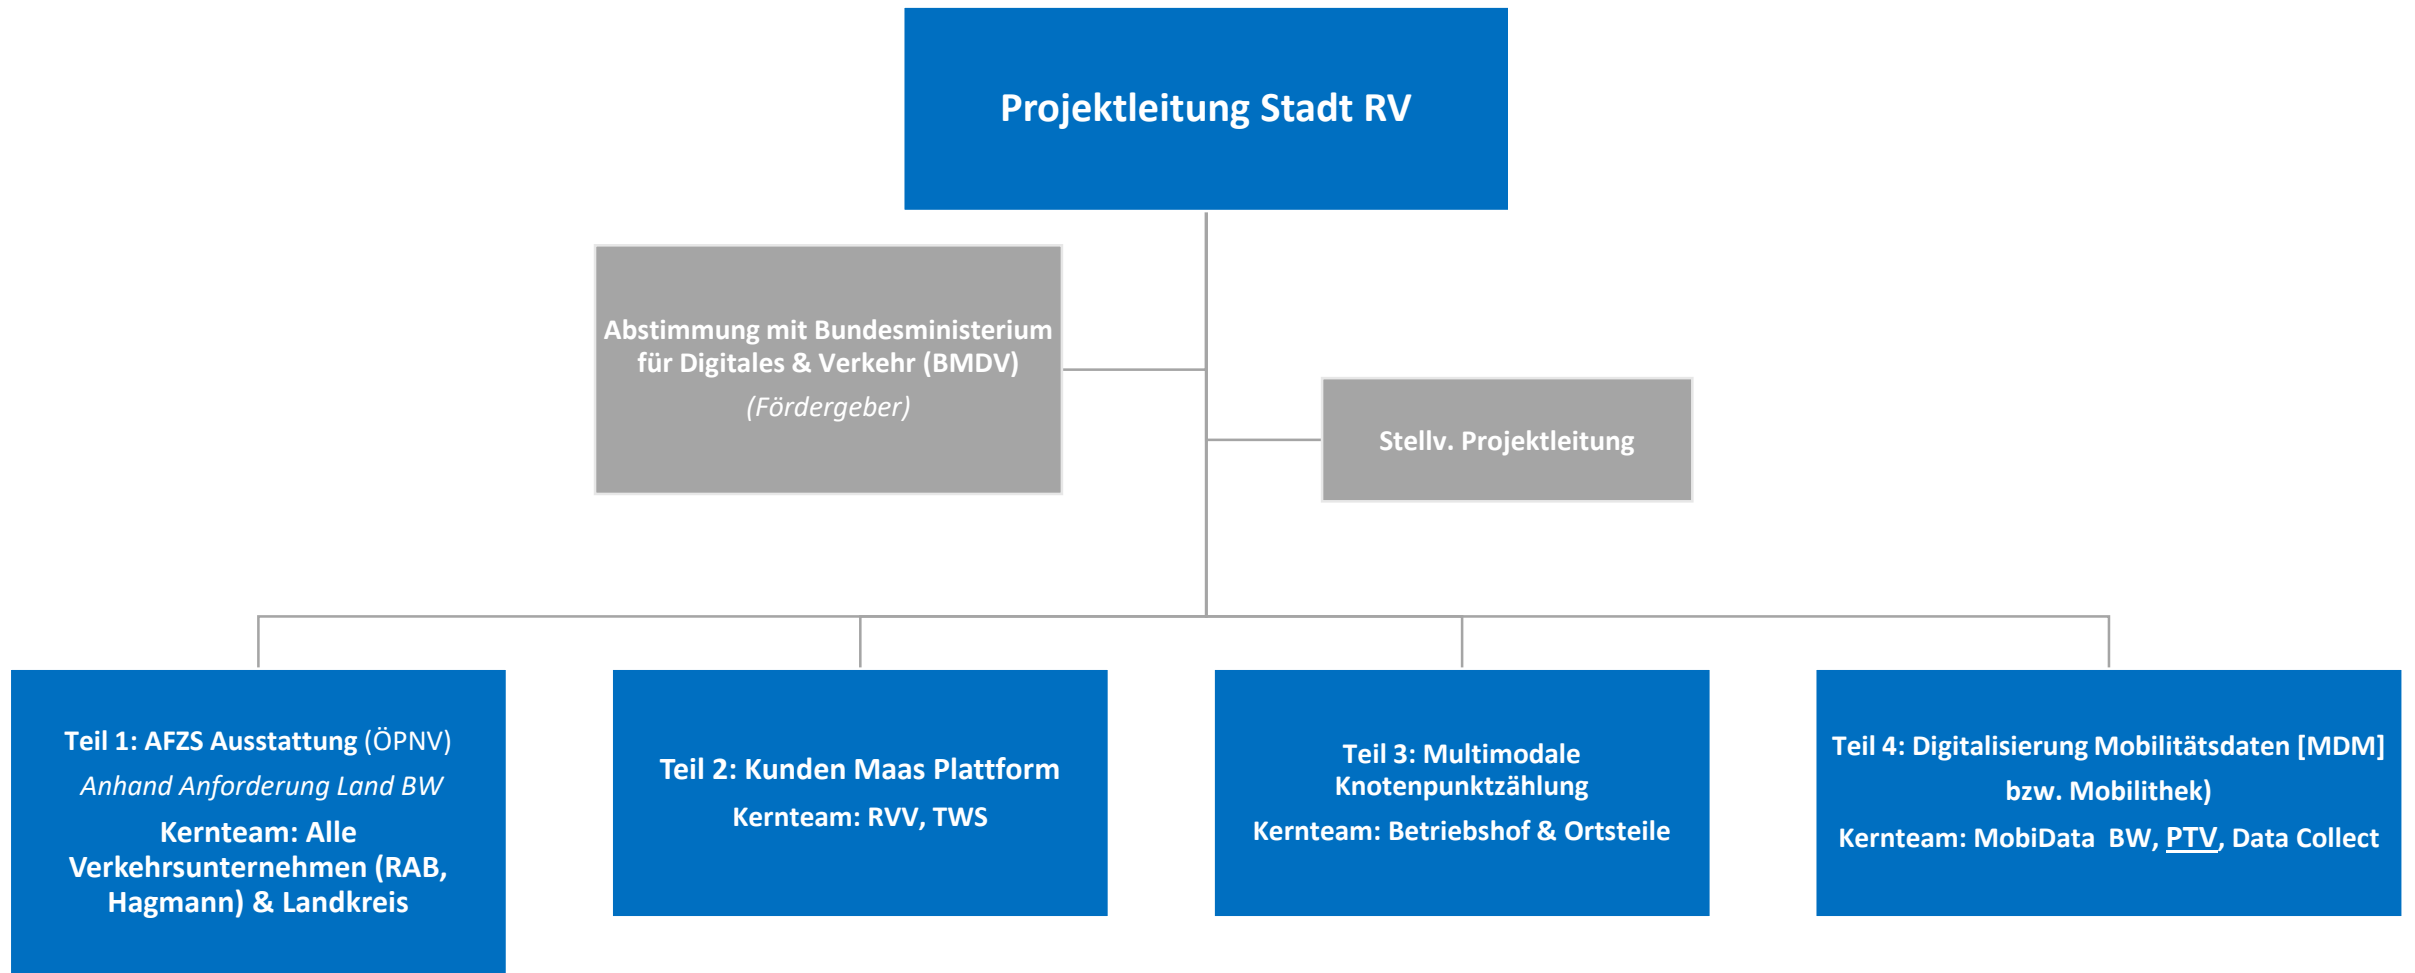 Projektleitung Stadt RV
Abstimmung mit Bundesministerium
für Digitales & Verkehr (BMDV)
(Fördergeber)
Stellv. Projektleitung
Teil 1: AFZS Ausstattung (ÖPNV)
Anhand Anforderung Land BW
Kernteam: Alle
Verkehrsunternehmen (RAB,
Hagmann) & Landkreis
Teil 2: Kunden Maas Plattform
Kernteam: RVV, TWS
Teil 3: Multimodale
Knotenpunktzählung
Kernteam: Betriebshof & Ortsteile
Teil 4: Digitalisierung Mobilitätsdaten [MDM]
bzw. Mobilithek)
Kernteam: MobiData BW, PTV, Data Collect